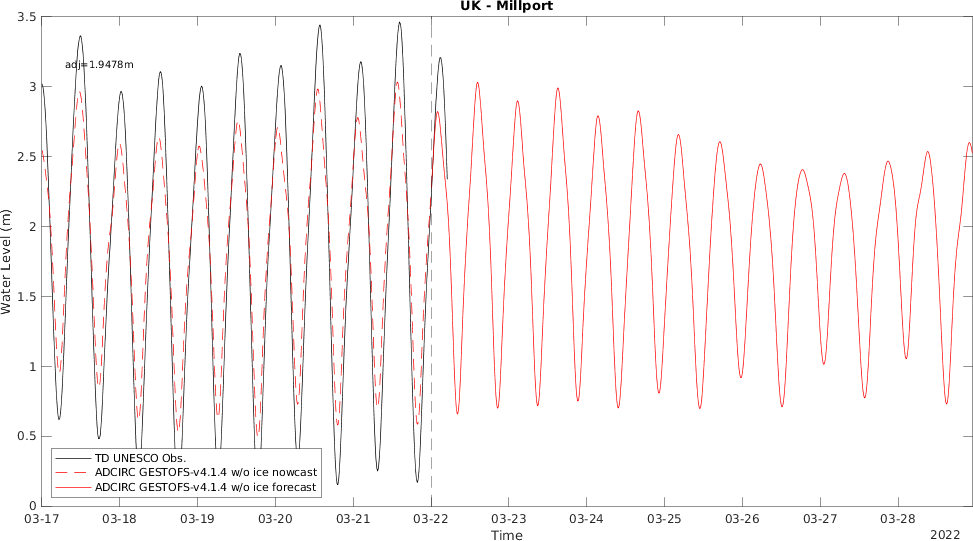 UK - Millport
3.5
adj=1.9478m
3
2.5
2
1.5
1
0.5
0
Water Level (m)
TD UNESCO Obs.
ADCIRC GESTOFS-v4.1.4 w/o ice nowcast
ADCIRC GESTOFS-v4.1.4 w/o ice forecast
03-17 03-18 03-19 03-20 03-21 03-22 03-23 03-24 03-25 03-26 03-27 03-28
Time
2022